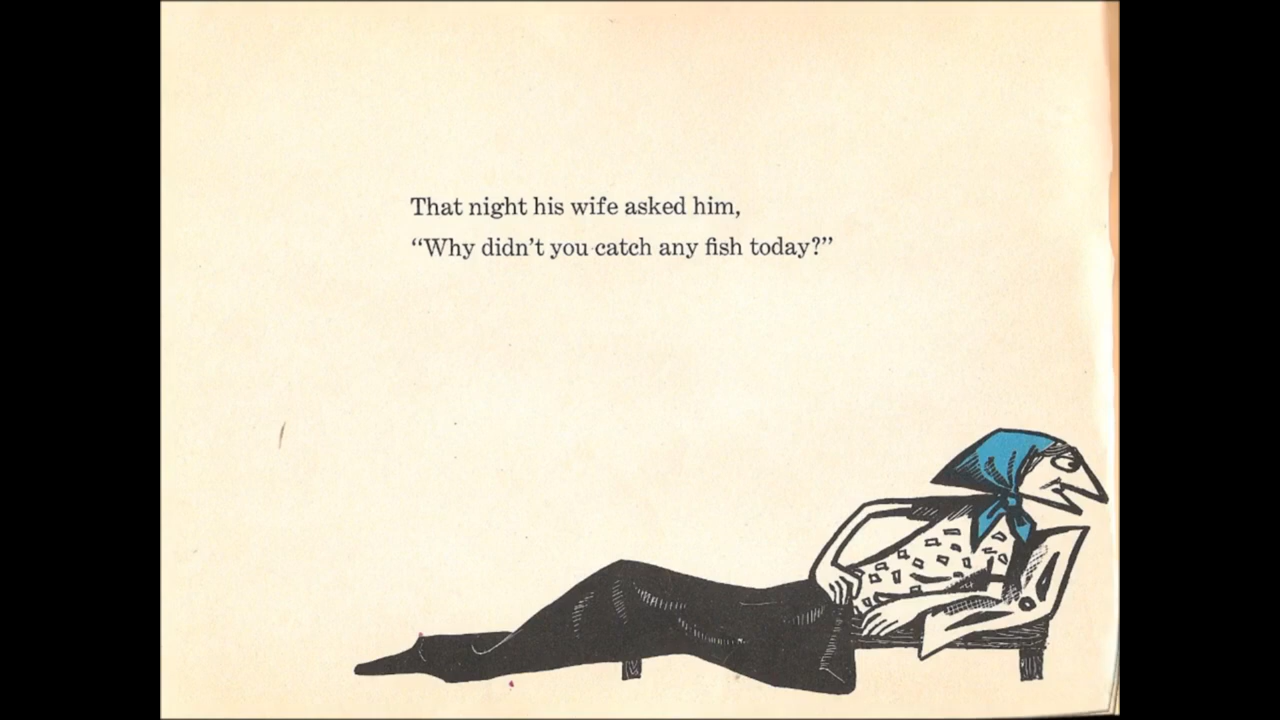 That night his wife asked him,
“Why didn’t you catch any fish today?”